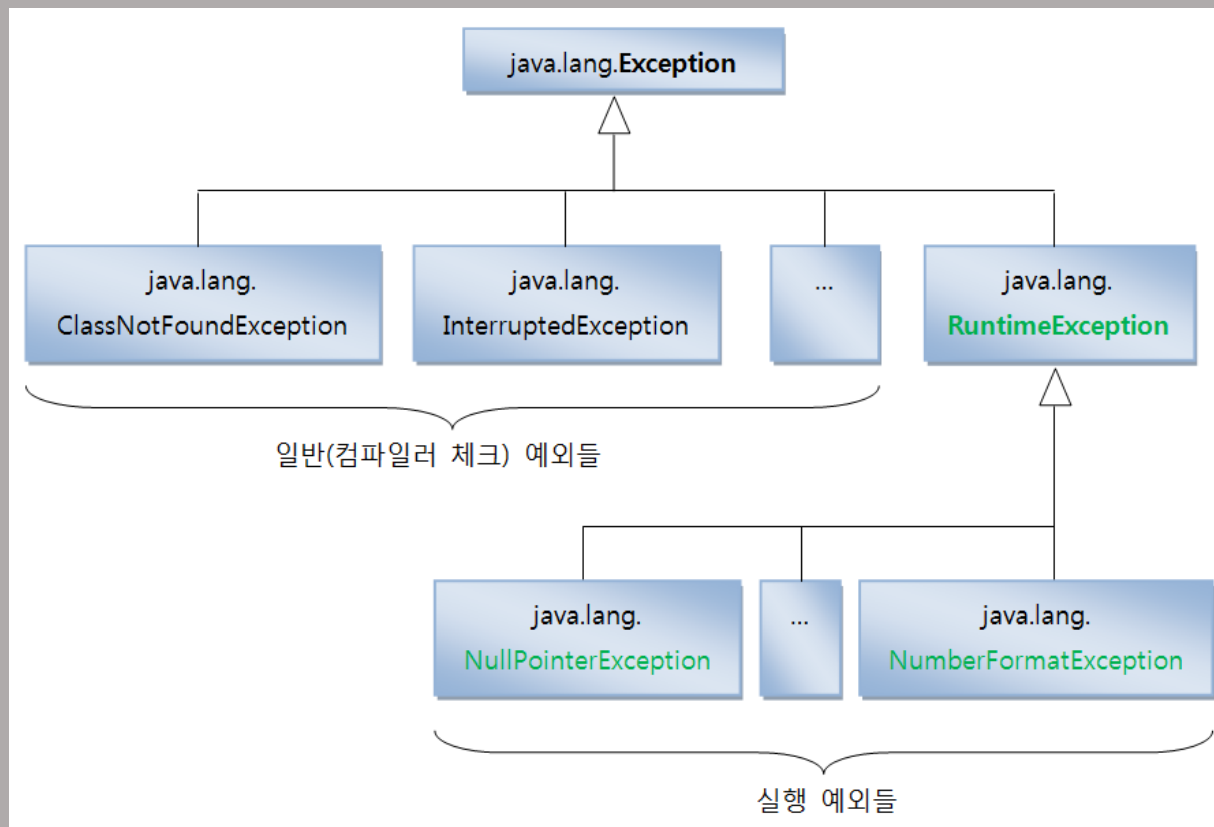 java.lang.Exception
java.lang.
ClassNotFoundException
java.lang.
InterruptedException
...
java.lang.
RuntimeException
일반(컴파일러 체크) 예외들
java.lang.
NullPointerException
...
java.lang.
NumberFormatException
실행 예외들